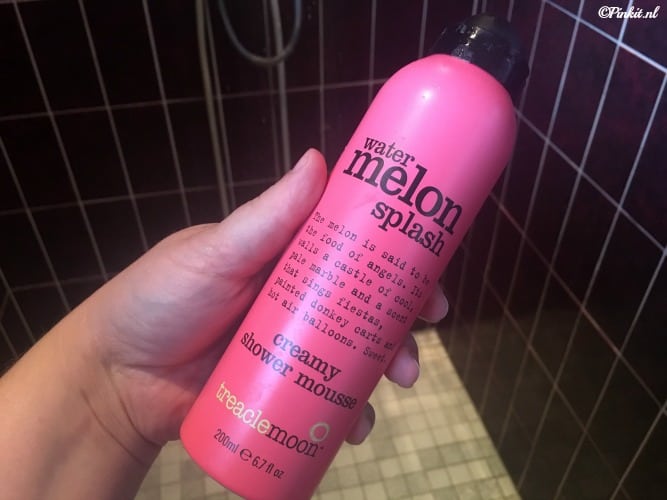 ©Pinkit.nl
water
melon
splash
The melon is said to be
the food of angels. Its
walls a castle of cool,
pale marble and a scent
that sings fiestas,
painted donkey carts and
hot air balloons. Sweet.
creamy
shower mousse
treaclemoon
200ml e 6.7 fl oz